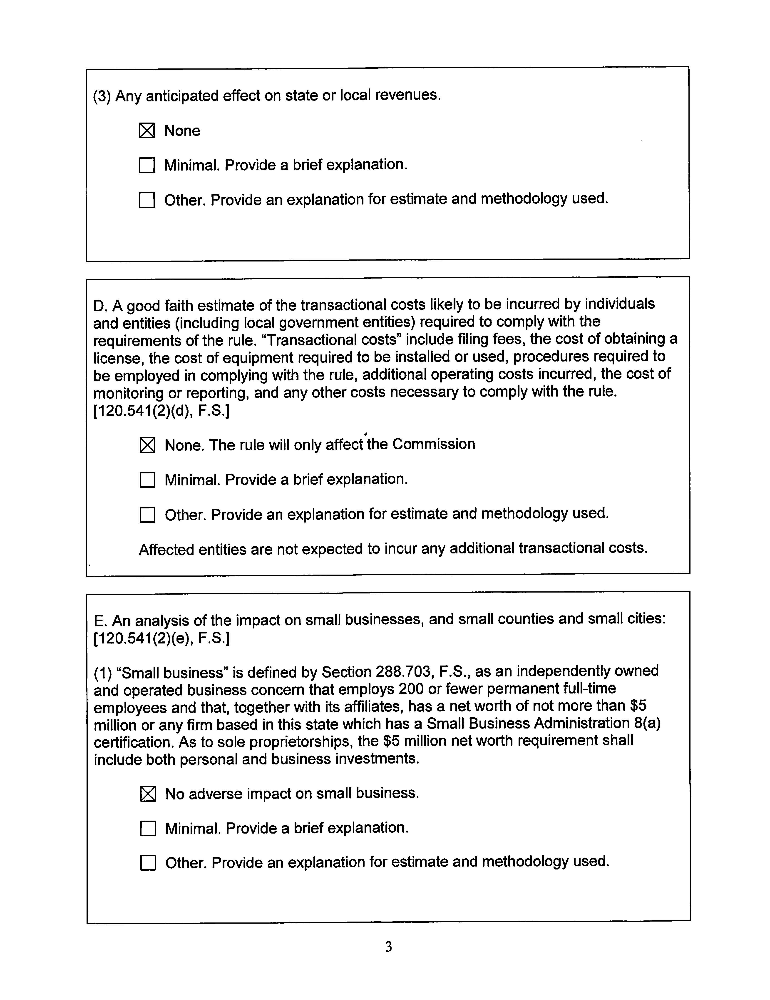 (3) Any anticipated effect on state or local revenues.
☒ None
☐ Minimal. Provide a brief explanation.
☐ Other. Provide an explanation for estimate and methodology used.
D. A good faith estimate of the transactional costs likely to be incurred by individuals
and entities (including local government entities) required to comply with the
requirements of the rule. “Transactional costs” include filing fees, the cost of obtaining a
license, the cost of equipment required to be installed or used, procedures required to
be employed in complying with the rule, additional operating costs incurred, the cost of
monitoring or reporting, and any other costs necessary to comply with the rule.
[120.541(2)(d), F.S.]
☒ None. The rule will only affect the Commission
☐ Minimal. Provide a brief explanation.
☐ Other. Provide an explanation for estimate and methodology used.
Affected entities are not expected to incur any additional transactional costs.
E. An analysis of the impact on small businesses, and small counties and small cities:
[120.541(2)(e), F.S.]
(1) “Small business” is defined by Section 288.703, F.S., as an independently owned
and operated business concern that employs 200 or fewer permanent full-time
employees and that, together with its affiliates, has a net worth of not more than $5
million or any firm based in this state which has a Small Business Administration 8(a)
certification. As to sole proprietorships, the $5 million net worth requirement shall
include both personal and business investments.
☒ No adverse impact on small business.
☐ Minimal. Provide a brief explanation.
☐ Other. Provide an explanation for estimate and methodology used.
3